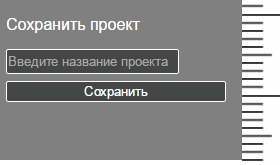 Сохранить проект
Введите название проекта
Сохранить